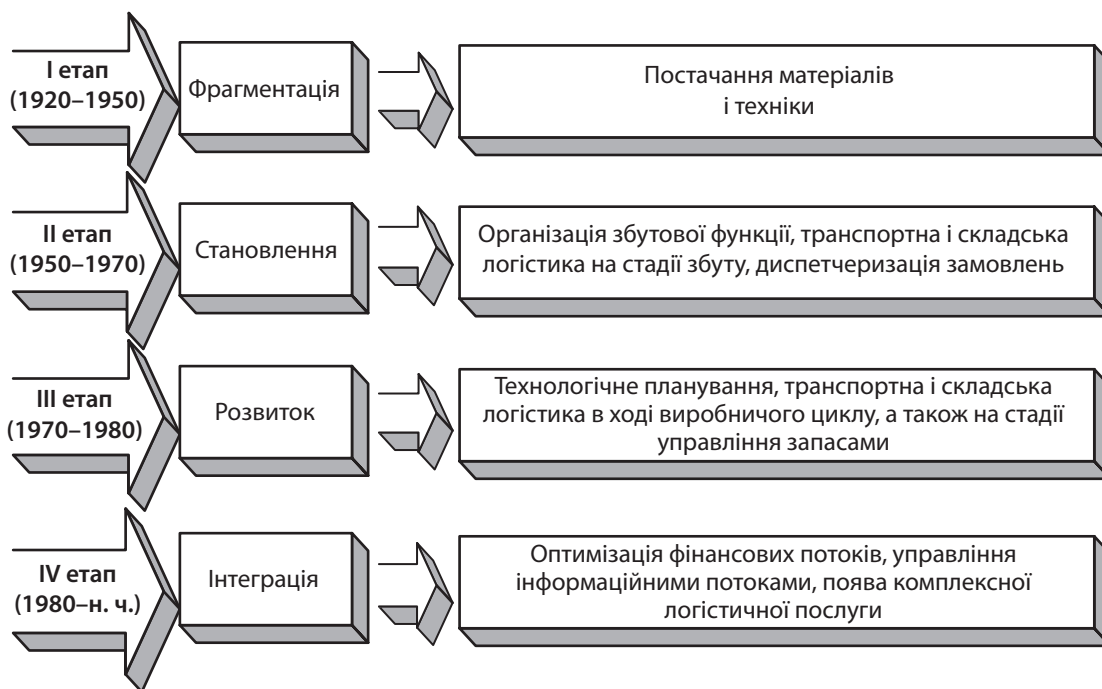 I етап
(1920–1950)
Фрагментація
Постачання матеріалів
і техніки
II етап
(1950–1970)
Становлення
Організація збутової функції, транспортна і складська
логістика на стадії збуту, диспетчеризація замовлень
III етап
(1970–1980)
Розвиток
Технологічне планування, транспортна і складська
логістика в ході виробничого циклу, а також на стадії
управління запасами
IV етап
(1980–н. ч.)
Інтеграція
Оптимізація фінансових потоків, управління
інформаційними потоками, поява комплексної
логістичної послуги